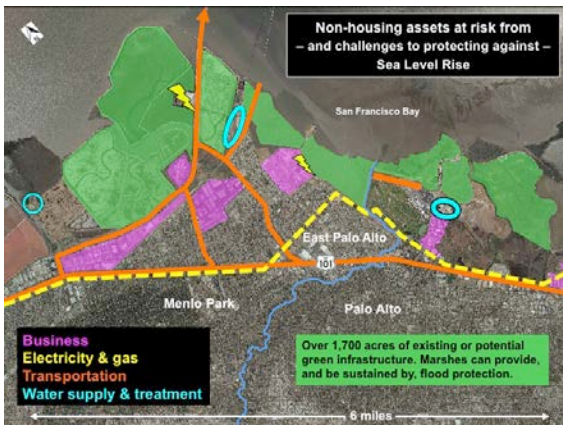 Non-housing assets at risk from
– and challenges to protecting against –
Sea Level Rise
San Francisco Bay
East Palo Alto
101
Menlo Park
Palo Alto
Business
Electricity & gas
Transportation
Water supply & treatment
Over 1,700 acres of existing or potential
green infrastructure. Marshes can provide,
and be sustained by, flood protection.
6 miles